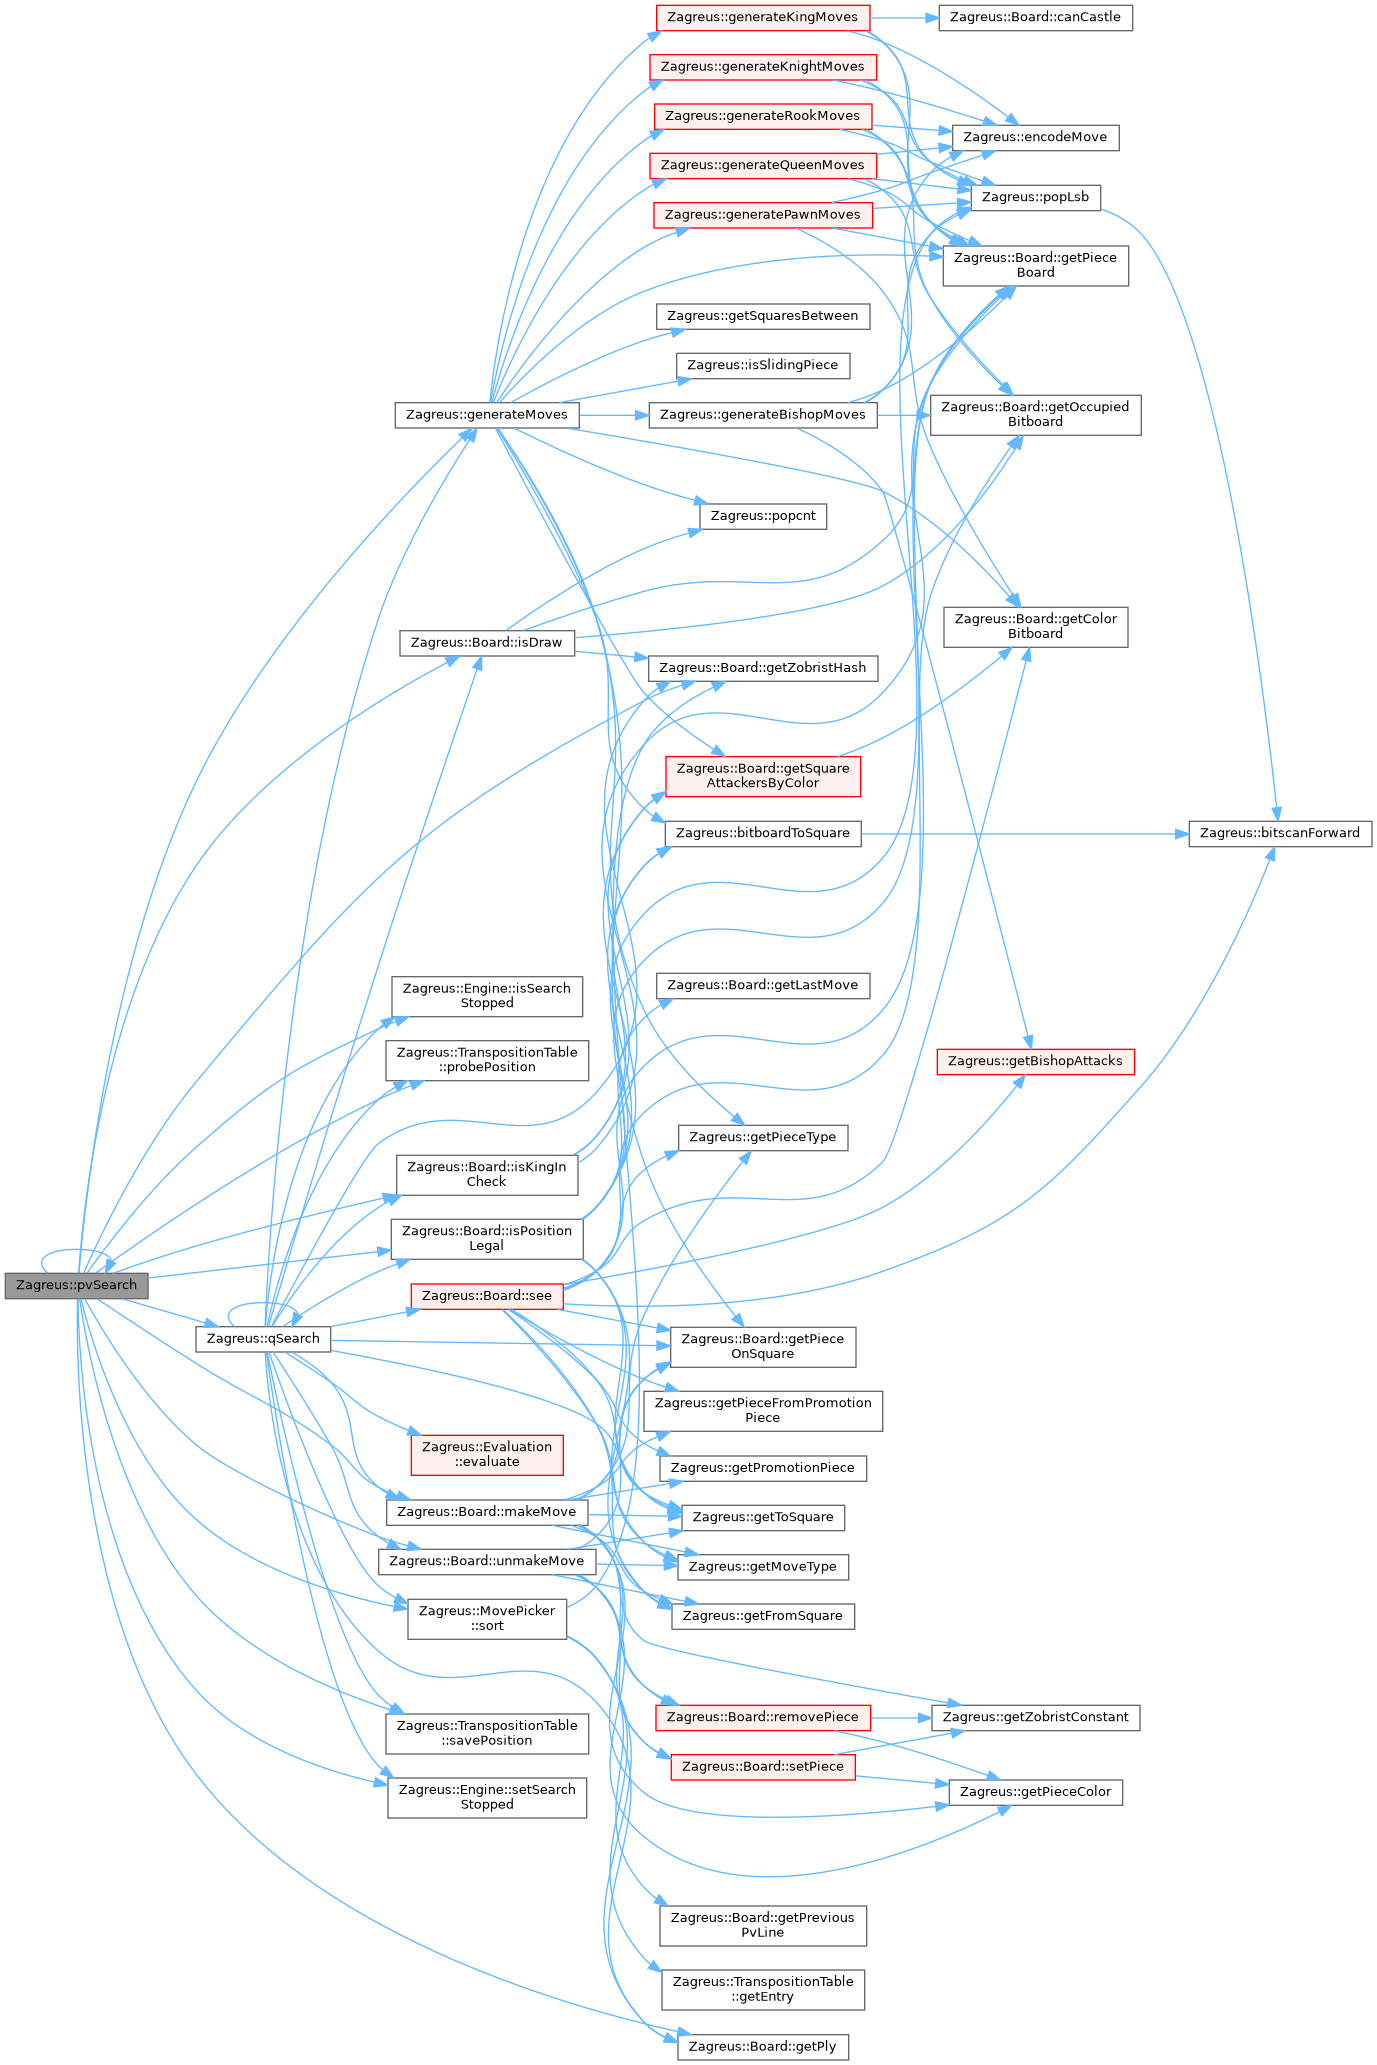 Zagreus::generateKingMoves
Zagreus::Board::canCastle
Zagreus::generateKnightMoves
Zagreus::generateRookMoves
Zagreus::encodeMove
Zagreus::generateQueenMoves
Zagreus::popLsb
Zagreus::generatePawnMoves
Zagreus::Board::getPiece
Board
Zagreus::getSquaresBetween
Zagreus::isSlidingPiece
Zagreus::generateMoves
Zagreus::generateBishopMoves
Zagreus::Board::getOccupied
Bitboard
Zagreus::popcnt
Zagreus::Board::getColor
Bitboard
Zagreus::Board::isDraw
Zagreus::Board::getZobristHash
Zagreus::Board::getSquare
AttackersByColor
Zagreus::bitboardToSquare
Zagreus::bitscanForward
Zagreus::Engine::isSearch
Stopped
Zagreus::Board::getLastMove
Zagreus::TranspositionTable
::probePosition
Zagreus::getBishopAttacks
Zagreus::getPieceType
Zagreus::Board::isKingIn
Check
Zagreus::Board::isPosition
Legal
Zagreus::pvSearch
Zagreus::Board::see
Zagreus::qSearch
Zagreus::Board::getPiece
OnSquare
Zagreus::getPieceFromPromotion
Piece
Zagreus::Evaluation
::evaluate
Zagreus::getPromotionPiece
Zagreus::Board::makeMove
Zagreus::getToSquare
Zagreus::Board::unmakeMove
Zagreus::getMoveType
Zagreus::MovePicker
::sort
Zagreus::getFromSquare
Zagreus::Board::removePiece
Zagreus::getZobristConstant
Zagreus::TranspositionTable
::savePosition
Zagreus::Board::setPiece
Zagreus::Engine::setSearch
Stopped
Zagreus::getPieceColor
Zagreus::Board::getPrevious
PvLine
Zagreus::TranspositionTable
::getEntry
Zagreus::Board::getPly